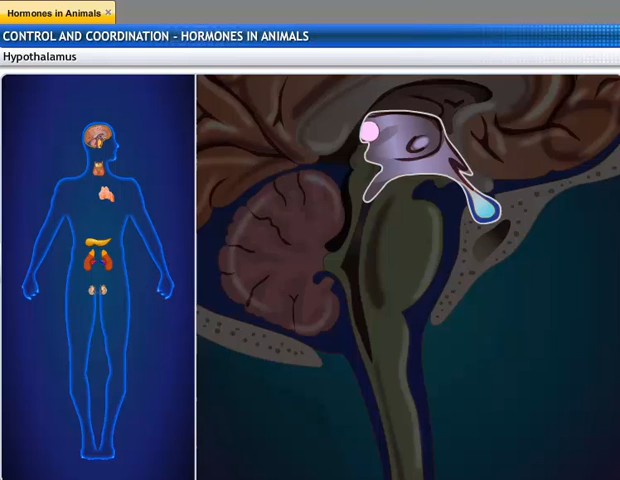 Hormones in Animals
CONTROL AND COORDINATION - HORMONES IN ANIMALS
Hypothalamus